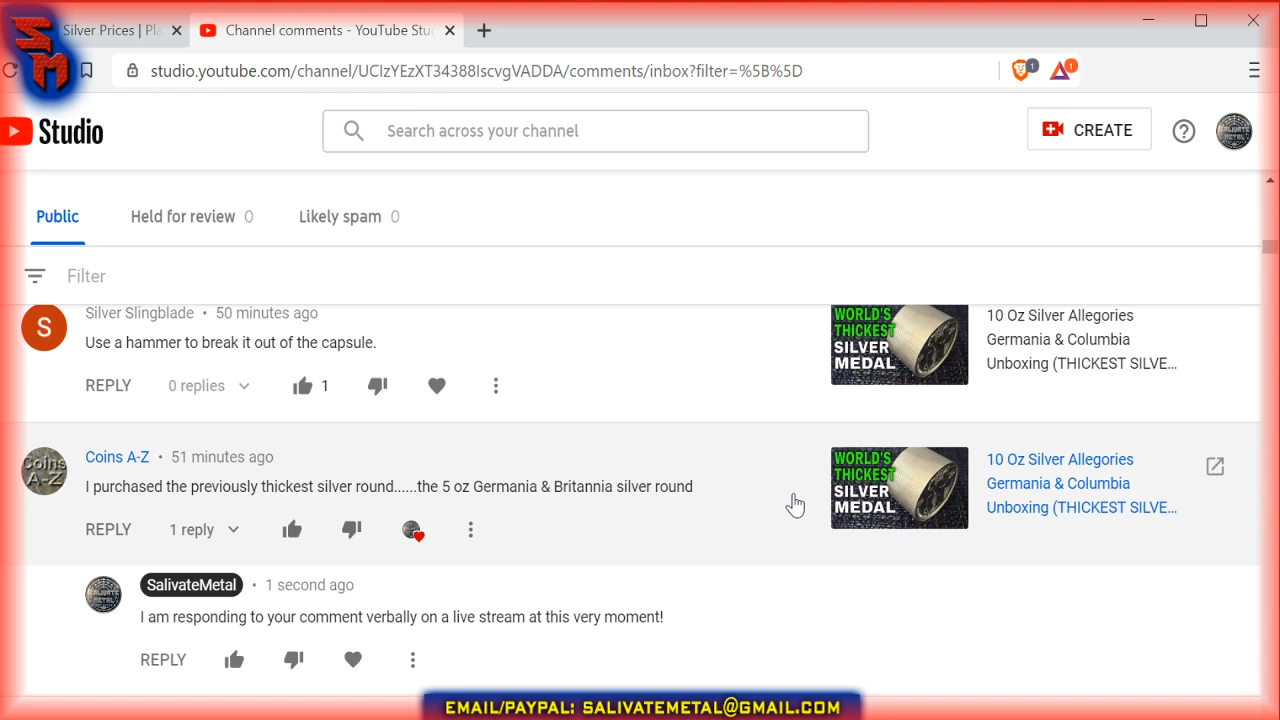 SM
Silver Prices | Pla
Channel comments - YouTube Stu
studio.youtube.com/channel/UCIzYEzXT34388IscvgVADDA/comments/inbox?filter=%5B%5D
1
1
Studio
Search across your channel
CREATE
Public
Held for review 0
Likely spam 0
Filter
S
Silver Slingblade • 50 minutes ago
Use a hammer to break it out of the capsule.
REPLY
0 replies
1
WORLD'S
THICKEST
SILVER
MEDAL
10 Oz Silver Allegories
Germania & Columbia
Unboxing (THICKEST SILVE...
Coins
A-Z
Coins A-Z • 51 minutes ago
I purchased the previously thickest silver round......the 5 oz Germania & Britannia silver round
REPLY
1 reply
WORLD'S
THICKEST
SILVER
MEDAL
10 Oz Silver Allegories
Germania & Columbia
Unboxing (THICKEST SILVE...
SalivateMetal • 1 second ago
I am responding to your comment verbally on a live stream at this very moment!
REPLY
EMAIL/PAYPAL: SALIVATEMETAL@GMAIL.COM